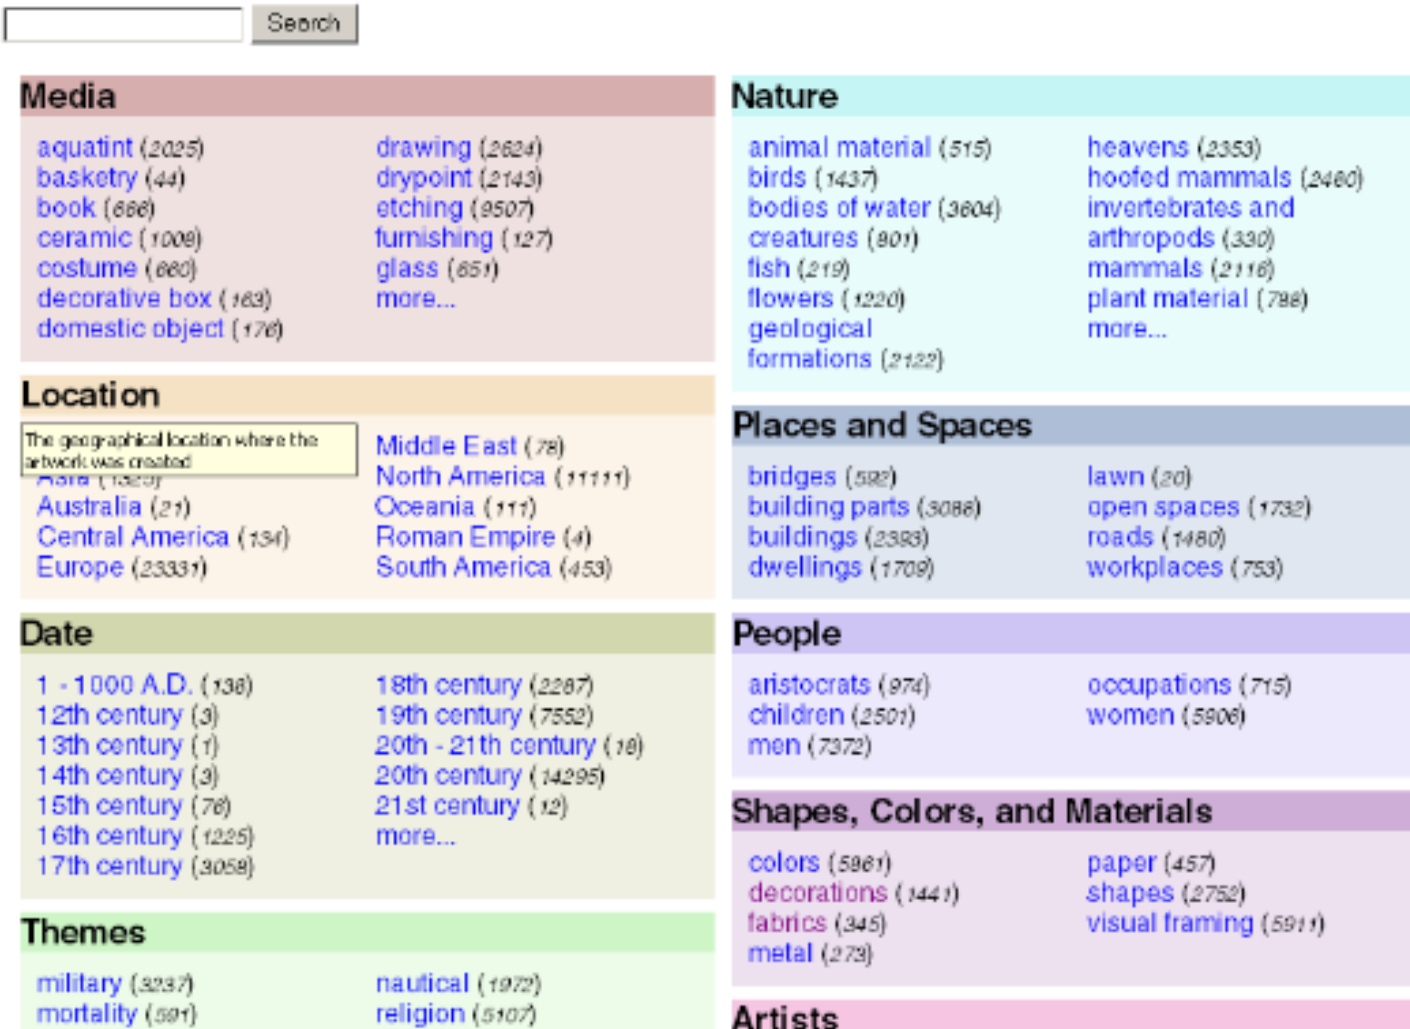 Search
Media
aquatint (2025)
basketry (44)
book (666)
ceramic (1009)
costume (660)
decorative box (163)
domestic object (176)
drawing (2624)
drypoint (2143)
etching (9507)
furnishing (127)
glass (651)
more...
Location
The geographical location where the
artwork was created
Asia (1325)
Australia (21)
Central America (134)
Europe (23331)
Middle East (78)
North America (11111)
Oceania (111)
Roman Empire (4)
South America (453)
Date
1 - 1000 A.D. (136)
12th century (3)
13th century (1)
14th century (3)
15th century (76)
16th century (1225)
17th century (3058)
18th century (2287)
19th century (7552)
20th - 21th century (18)
20th century (14295)
21st century (12)
more...
Themes
military (3237)
mortality (591)
nautical (1972)
religion (5107)
Nature
animal material (515)
birds (1437)
bodies of water (3604)
creatures (801)
fish (219)
flowers (1220)
geological
formations (2122)
heavens (2353)
hoofed mammals (2460)
invertebrates and
arthropods (330)
mammals (2116)
plant material (788)
more...
Places and Spaces
bridges (592)
building parts (3088)
buildings (2393)
dwellings (1709)
lawn (20)
open spaces (1732)
roads (1480)
workplaces (753)
People
aristocrats (974)
children (2501)
men (7372)
occupations (715)
women (5906)
Shapes, Colors, and Materials
colors (5861)
decorations (1441)
fabrics (345)
metal (273)
paper (457)
shapes (2752)
visual framing (5911)
Artists